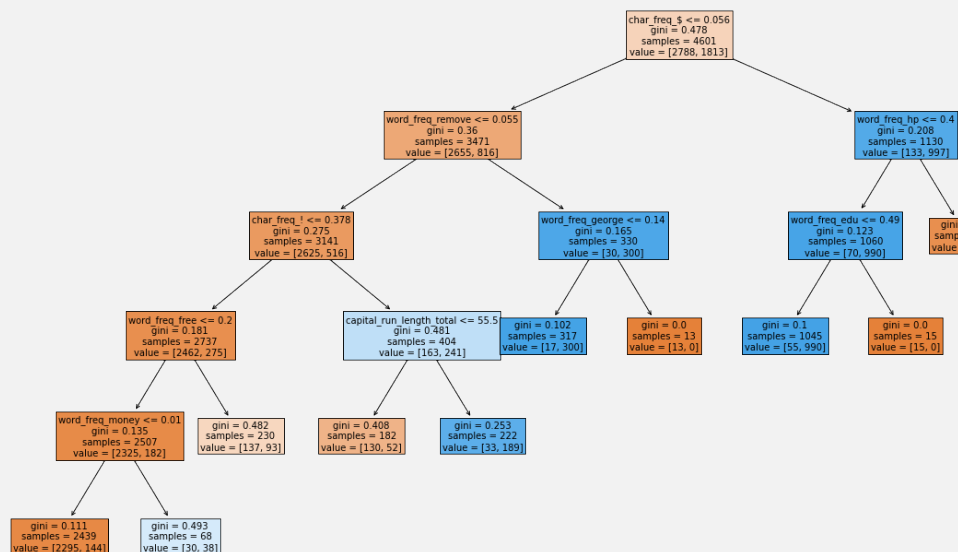 char_freq_$ <= 0.056
gini = 0.478
samples = 4601
value = [2788, 1813]
word_freq_remove <= 0.055
gini = 0.36
samples = 3471
value = [2655, 816]
word_freq_hp <= 0.4
gini = 0.208
samples = 1130
value = [133, 997]
char_freq_! <= 0.378
gini = 0.275
samples = 3141
value = [2625, 516]
word_freq_george <= 0.14
gini = 0.165
samples = 330
value = [30, 300]
word_freq_edu <= 0.49
gini = 0.123
samples = 1060
value = [70, 990]
gini
samp
value
word_freq_free <= 0.2
gini = 0.181
samples = 2737
value = [2462, 275]
capital_run_length_total <= 55.5
gini = 0.481
samples = 404
value = [163, 241]
gini = 0.102
samples = 317
value = [17, 300]
gini = 0.0
samples = 13
value = [13, 0]
gini = 0.1
samples = 1045
value = [55, 990]
gini = 0.0
samples = 15
value = [15, 0]
word_freq_money <= 0.01
gini = 0.135
samples = 2507
value = [2325, 182]
gini = 0.482
samples = 230
value = [137, 93]
gini = 0.408
samples = 182
value = [130, 52]
gini = 0.253
samples = 222
value = [33, 189]
gini = 0.111
samples = 2439
value = [2295, 144]
gini = 0.493
samples = 68
value = [30, 38]